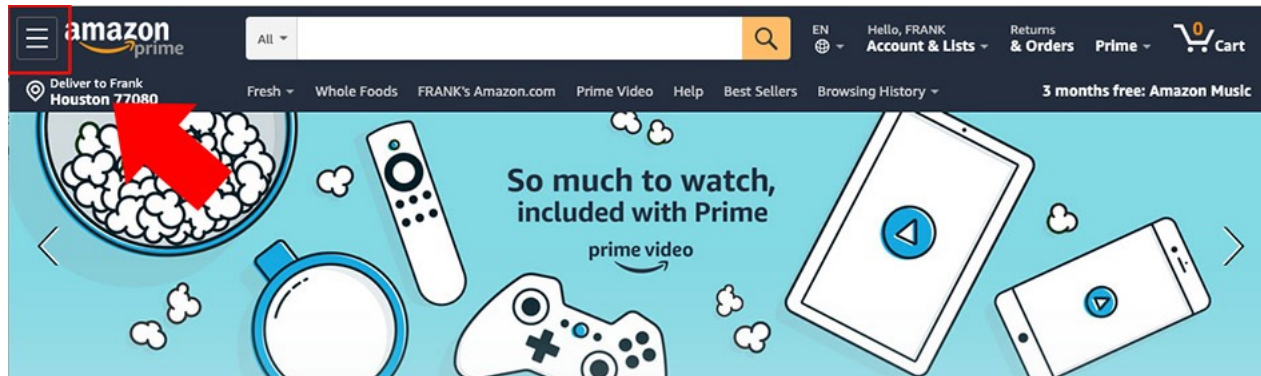 amazon
prime
All
EN
Hello, FRANK
Account & Lists
Returns
& Orders
Prime
0
Cart
Deliver to Frank
Houston 77080
Fresh
Whole Foods
FRANK's Amazon.com
Prime Video
Help
Best Sellers
Browsing History
3 months free: Amazon Music
So much to watch,
included with Prime
prime video